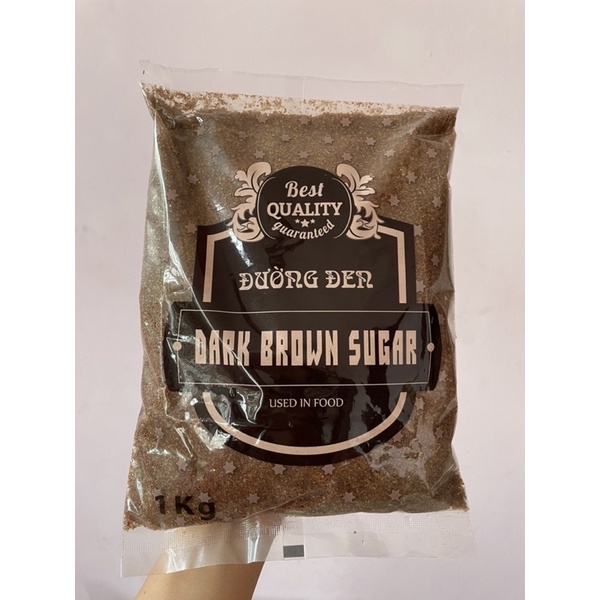 Best
QUALITY
guaranteed
ĐƯỜNG ĐEN
DARK BROWN SUGAR
USED IN FOOD
1Kg